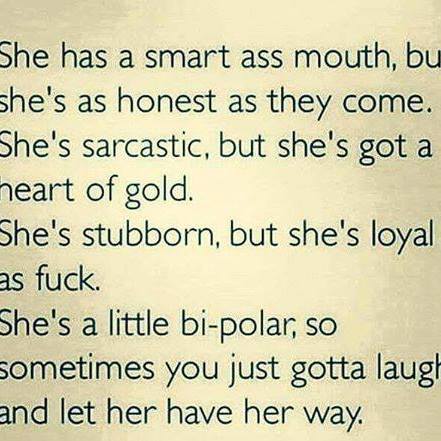 She has a smart ass mouth, bu
she's as honest as they come.
She's sarcastic, but she's got a
heart of gold.
She's stubborn, but she's loyal
as fuck.
She's a little bi-polar, so
sometimes you just gotta laugh
and let her have her way.